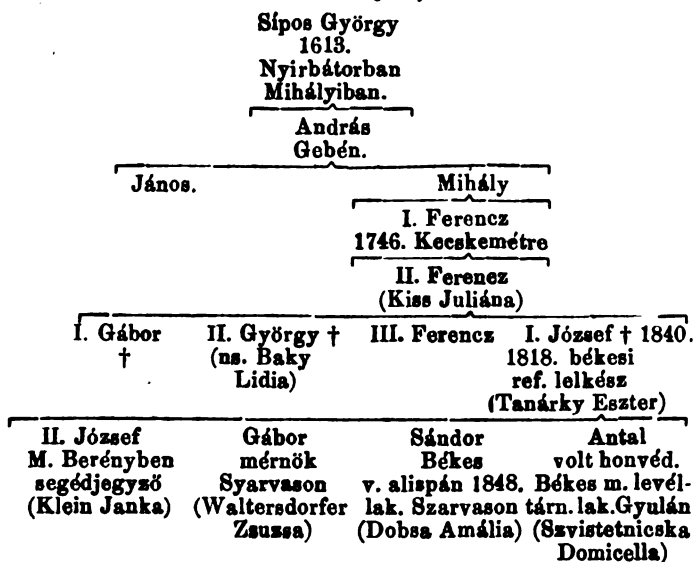 Sípos György
1613.
Nyirbátorban
Mihályiban.
András
Gebén.
János. Mihály
I. Ferencz
1746. Kecskemétre
II. Ferenez
(Kiss Juliána)
I. Gábor II. György † III. Ferencz I. József † 1840.
† (ns. Baky 1818. békesi
Lidia) ref. lelkész
(Tanárky Eszter)
II. József Gábor Sándor Antal
M. Berényben mérnök Békes volt honvéd.
segédjegyző Syarvason v. alispán 1848. Békes m. levél-
(Klein Janka) (Waltersdorfer lak. Szarvason tárn. lak. Gyulán
Zsuzsa) (Dobsa Amália) (Szvistetnicska
Domicella)